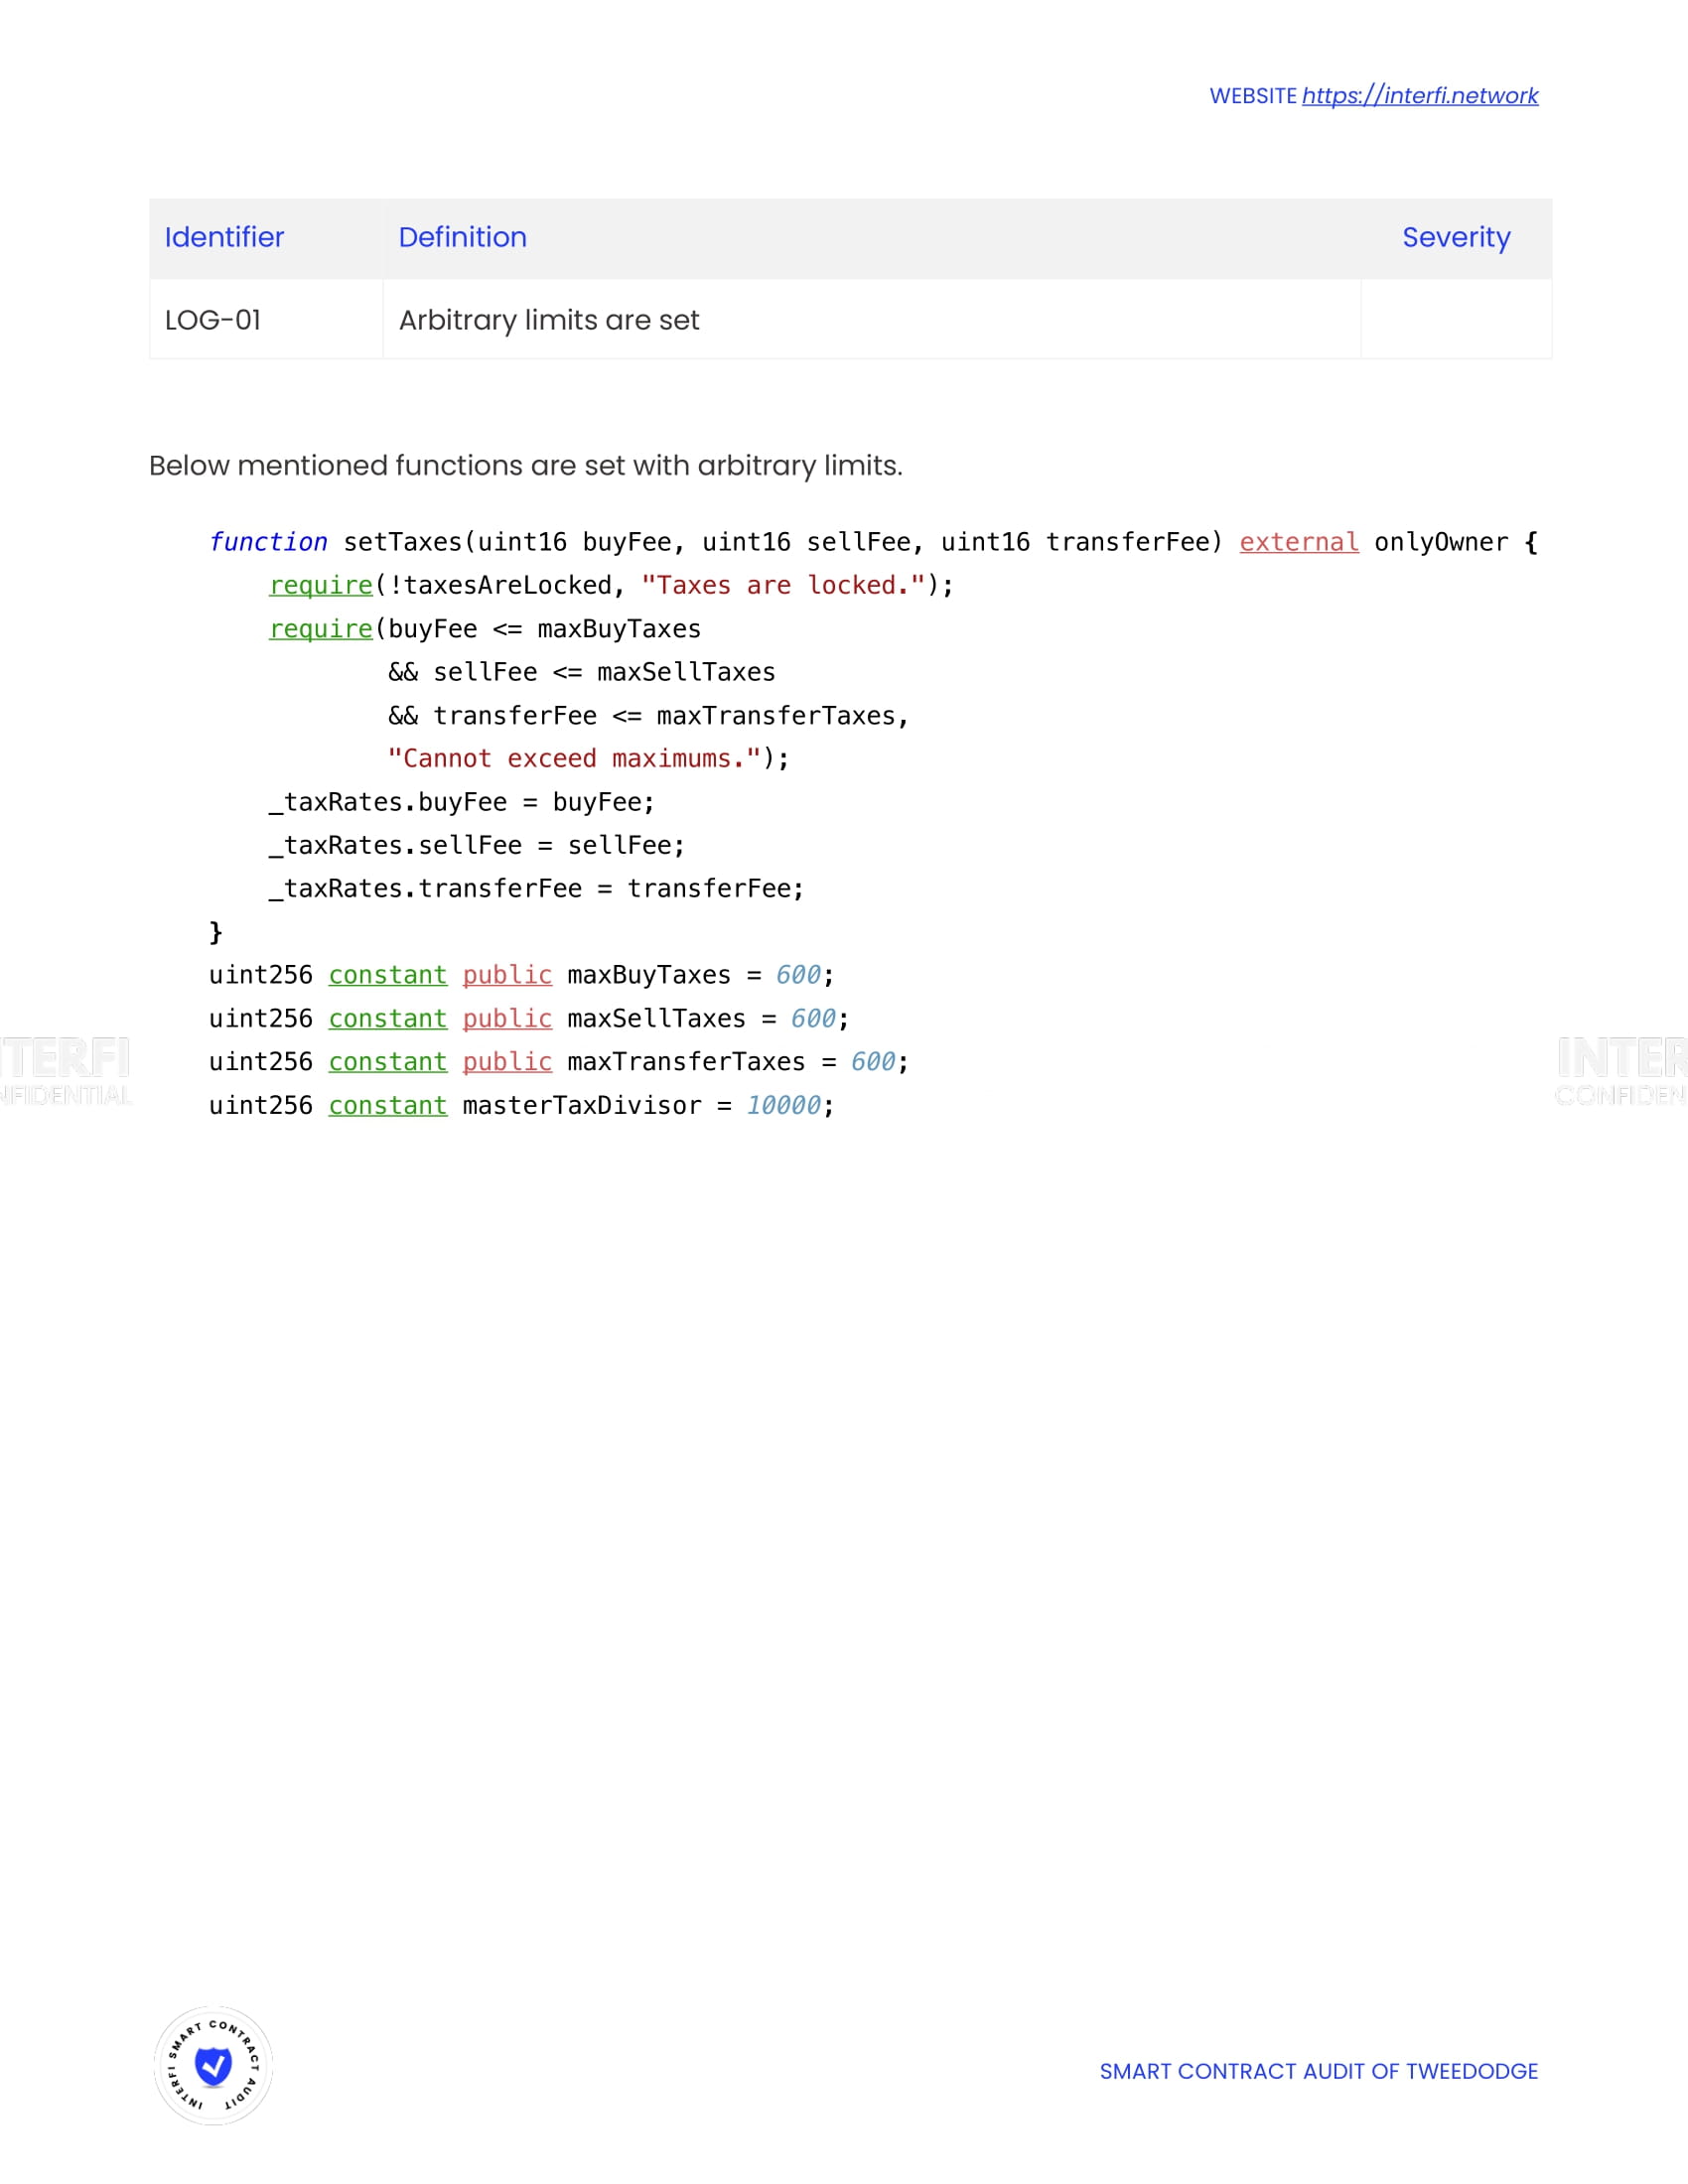 WEBSITE https://interfi.network
Identifier Definition Severity
LOG-01 Arbitrary limits are set
Below mentioned functions are set with arbitrary limits.
function setTaxes(uint16 buyFee, uint16 sellFee, uint16 transferFee) external onlyOwner {
    require(!taxesAreLocked, "Taxes are locked.");
    require(buyFee <= maxBuyTaxes
            && sellFee <= maxSellTaxes
            && transferFee <= maxTransferTaxes,
            "Cannot exceed maximums.");
    _taxRates.buyFee = buyFee;
    _taxRates.sellFee = sellFee;
    _taxRates.transferFee = transferFee;
}
uint256 constant public maxBuyTaxes = 600;
uint256 constant public maxSellTaxes = 600;
uint256 constant public maxTransferTaxes = 600;
uint256 constant masterTaxDivisor = 10000;
TERFI
NFIDENTIAL
INTER
CONFIDEN
INTERFI SMART CONTRACT AUDIT
SMART CONTRACT AUDIT OF TWEEDODGE